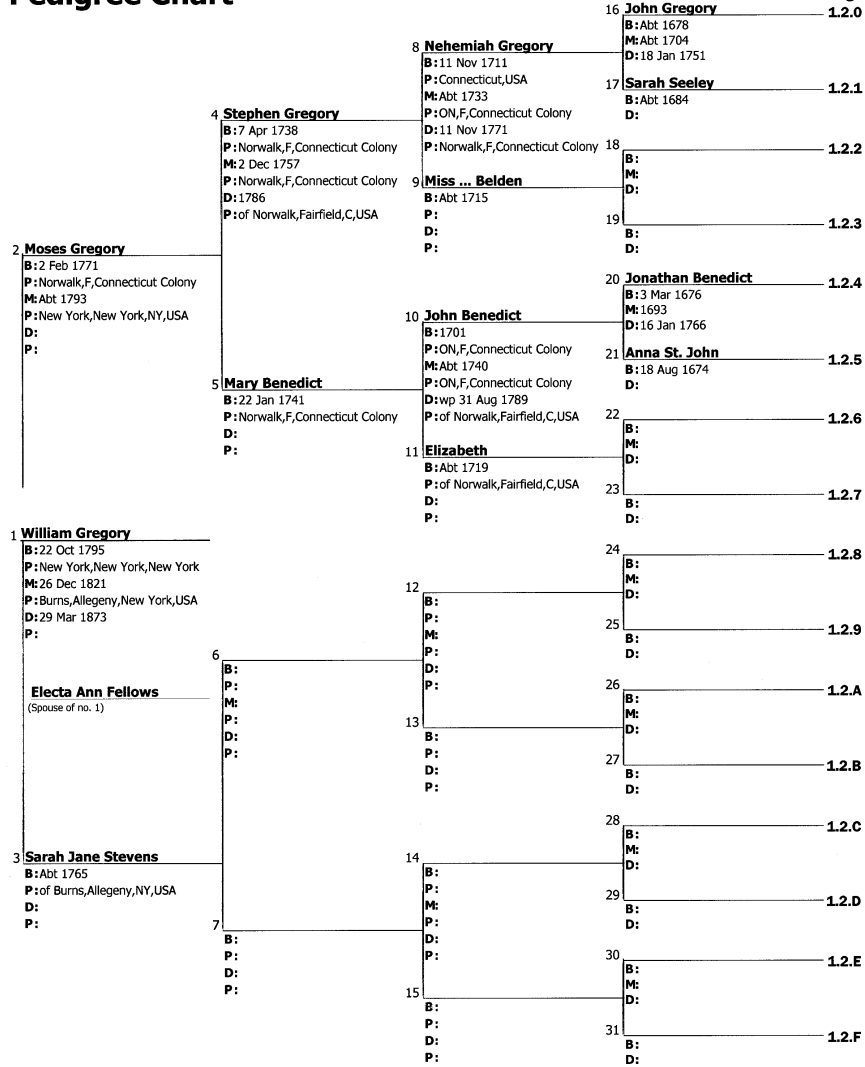 Pedigree Chart
16 John Gregory 1.2.0
B:Abt 1678
M:Abt 1704
D:18 Jan 1751
8 Nehemiah Gregory
B:11 Nov 1711
P:Connecticut,USA
M:Abt 1733
P:ON,F,Connecticut Colony
D:11 Nov 1771
P:Norwalk,F,Connecticut Colony
17 Sarah Seeley 1.2.1
B:Abt 1684
D:
4 Stephen Gregory
B:7 Apr 1738
P:Norwalk,F,Connecticut Colony
M:2 Dec 1757
P:Norwalk,F,Connecticut Colony
D:1786
P:of Norwalk,Fairfield,C,USA
18 1.2.2
B:
M:
D:
9 Miss ... Belden
B:Abt 1715
P:
D:
P:
19 1.2.3
B:
D:
2 Moses Gregory
B:2 Feb 1771
P:Norwalk,F,Connecticut Colony
M:Abt 1793
P:New York,New York,NY,USA
D:
P:
20 Jonathan Benedict 1.2.4
B:3 Mar 1676
M:1693
D:16 Jan 1766
10 John Benedict
B:1701
P:ON,F,Connecticut Colony
M:Abt 1740
P:ON,F,Connecticut Colony
D:wp 31 Aug 1789
P:of Norwalk,Fairfield,C,USA
21 Anna St. John 1.2.5
B:18 Aug 1674
D:
5 Mary Benedict
B:22 Jan 1741
P:Norwalk,F,Connecticut Colony
D:
P:
22 1.2.6
B:
M:
D:
11 Elizabeth
B:Abt 1719
P:of Norwalk,Fairfield,C,USA
D:
P:
23 1.2.7
B:
D:
1 William Gregory
B:22 Oct 1795
P:New York,New York,New York
M:26 Dec 1821
P:Burns,Allegeny,New York,USA
D:29 Mar 1873
P:
24 1.2.8
B:
M:
D:
12
B:
P:
M:
P:
D:
P:
25 1.2.9
B:
D:
6
B:
P:
M:
P:
D:
P:
Electa Ann Fellows
(Spouse of no. 1)
26 1.2.A
B:
M:
D:
13
B:
P:
D:
P:
27 1.2.B
B:
D:
28 1.2.C
B:
M:
D:
3 Sarah Jane Stevens
B:Abt 1765
P:of Burns,Allegeny,NY,USA
D:
P:
14
B:
P:
M:
P:
D:
P:
29 1.2.D
B:
D:
7
B:
P:
D:
P:
30 1.2.E
B:
M:
D:
15
B:
P:
D:
P:
31 1.2.F
B:
D: